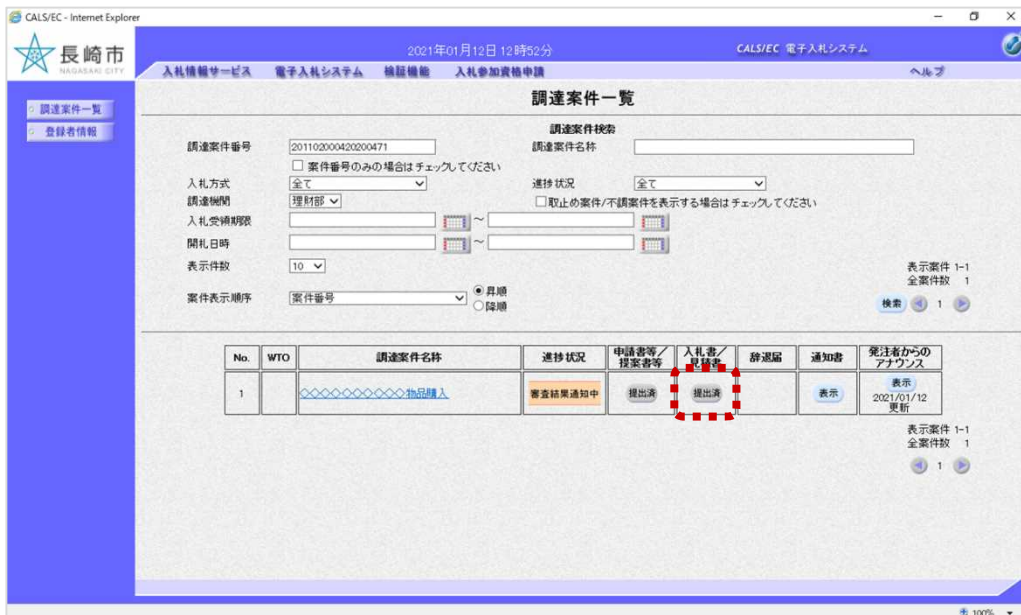 CALS/EC - Internet Explorer
長崎市
NAGASAKI CITY
2021年01月12日 12時52分
CALS/EC 電子入札システム
入札情報サービス 電子入札システム 検証機能 入札参加資格申請 ヘルプ
調達案件一覧
登録者情報
調達案件一覧
調達案件検索
調達案件番号 201102000420200471 調達案件名称
案件番号のみの場合はチェックしてください
入札方式 全て 進捗状況 全て
調達機関 理財部 取止め案件/不調案件を表示する場合はチェックしてください
入札受領期限 ～
開札日時 ～
表示件数 10
表示案件 1-1
全案件数 1
案件表示順序 案件番号 昇順
降順
検索 1
No. WTO 調達案件名称 進捗状況 申請書等／提案書等 入札書／見積書 辞退届 通知書 発注者からのアナウンス
1 ◇◇◇◇◇◇◇◇◇◇物品購入 審査結果通知中 提出済 提出済 表示 表示
2021/01/12
更新
表示案件 1-1
全案件数 1
1
100%